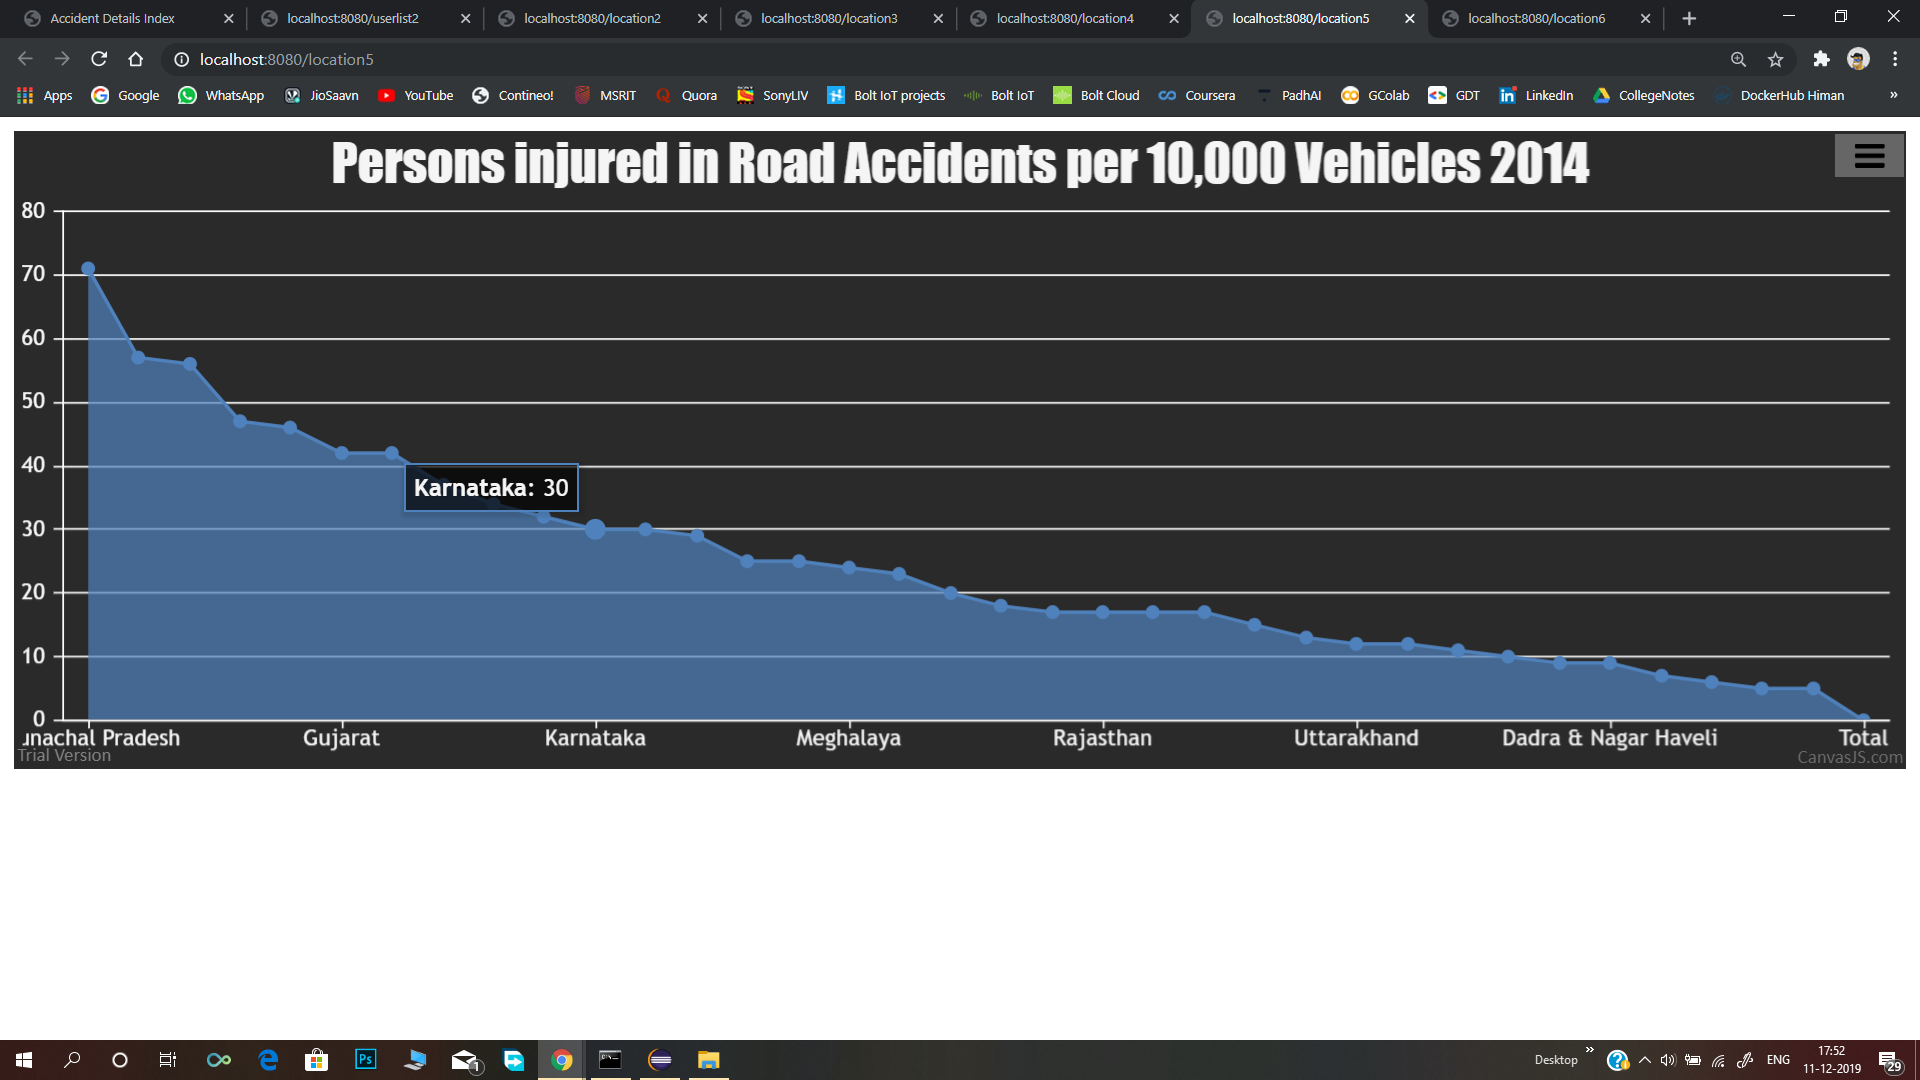 Accident Details Index
localhost:8080/userlist2
localhost:8080/location2
localhost:8080/location3
localhost:8080/location4
localhost:8080/location5
localhost:8080/location6
localhost:8080/location5
Apps
Google
WhatsApp
JioSaavn
YouTube
Contineo!
MSRIT
Quora
SonyLIV
Bolt IoT projects
Bolt IoT
Bolt Cloud
Coursera
PadhAI
GColab
GDT
LinkedIn
CollegeNotes
DockerHub Himan
»
Persons injured in Road Accidents per 10,000 Vehicles 2014
80
70
60
50
40
30
20
10
0
Karnataka: 30
unachal Pradesh
Gujarat
Karnataka
Meghalaya
Rajasthan
Uttarakhand
Dadra & Nagar Haveli
Total
Trial Version
CanvasJS.com
Ps
1
Desktop »
ENG
17:52
11-12-2019
29